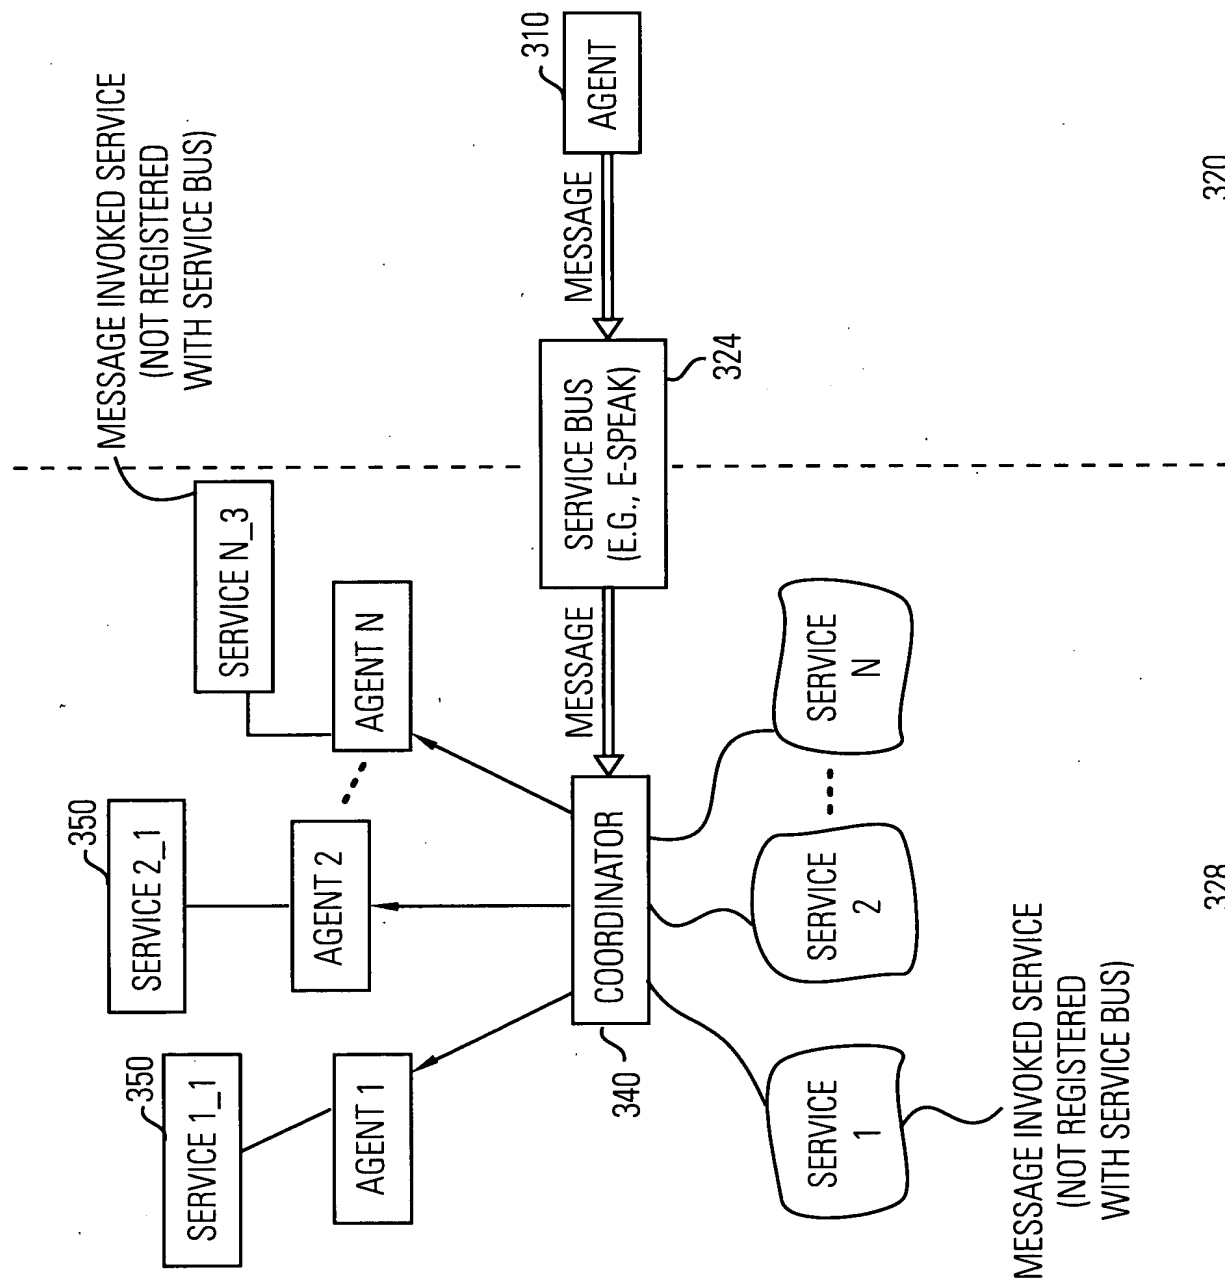 350
SERVICE 1_1
AGENT 1
350
SERVICE 2_1
AGENT 2
SERVICE N_3
AGENT N
MESSAGE INVOKED SERVICE
(NOT REGISTERED
WITH SERVICE BUS)
340
COORDINATOR
MESSAGE
SERVICE BUS
(E.G., E-SPEAK)
324
MESSAGE
AGENT
310
SERVICE
1
SERVICE
2
SERVICE
N
MESSAGE INVOKED SERVICE
(NOT REGISTERED
WITH SERVICE BUS)
328
320